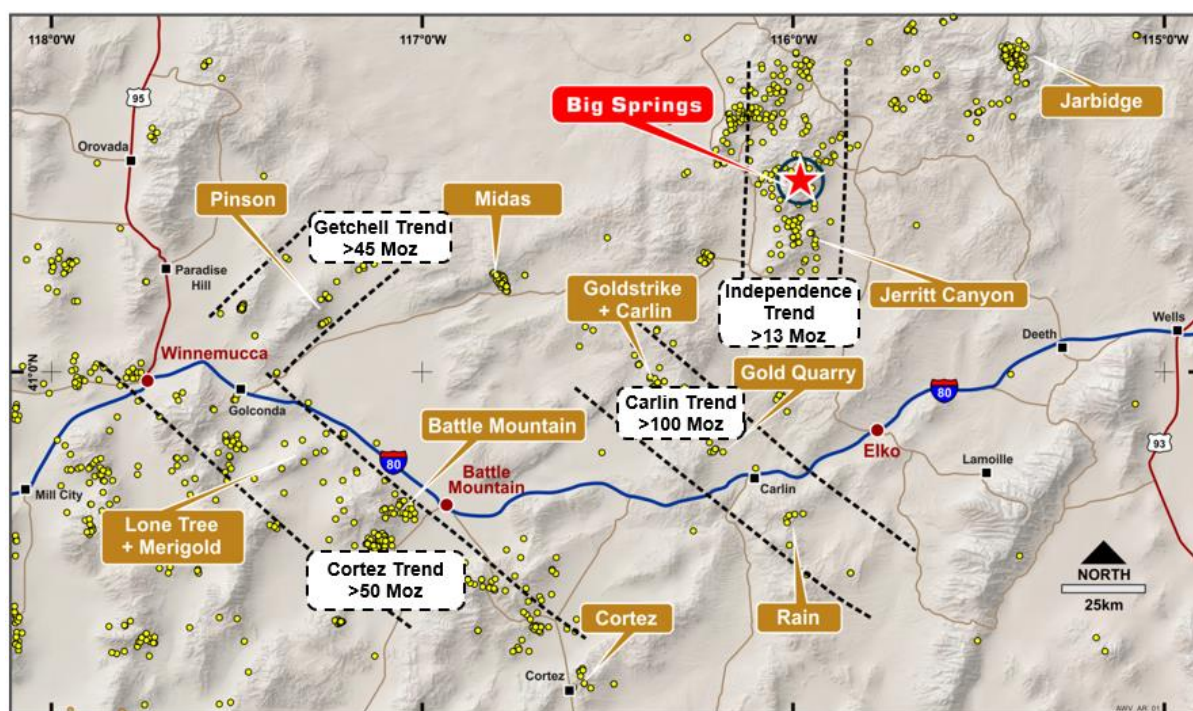 118°0'W
117°0'W
116°0'W
115°0'W
95
Orovada
Big Springs
Jarbidge
Pinson
Getchell Trend
>45 Moz
Midas
Paradise
Hill
Goldstrike
+ Carlin
Independence
Trend
>13 Moz
Jerritt Canyon
Wells
Deeth
41°0'N
Winnemucca
Golconda
Carlin Trend
>100 Moz
Gold Quarry
80
93
Battle Mountain
80
Battle
Mountain
Elko
Lamoille
Carlin
Mill City
Lone Tree
+ Merigold
Cortez Trend
>50 Moz
NORTH
25km
Cortez
Rain
Cortez
AWV_AR_01